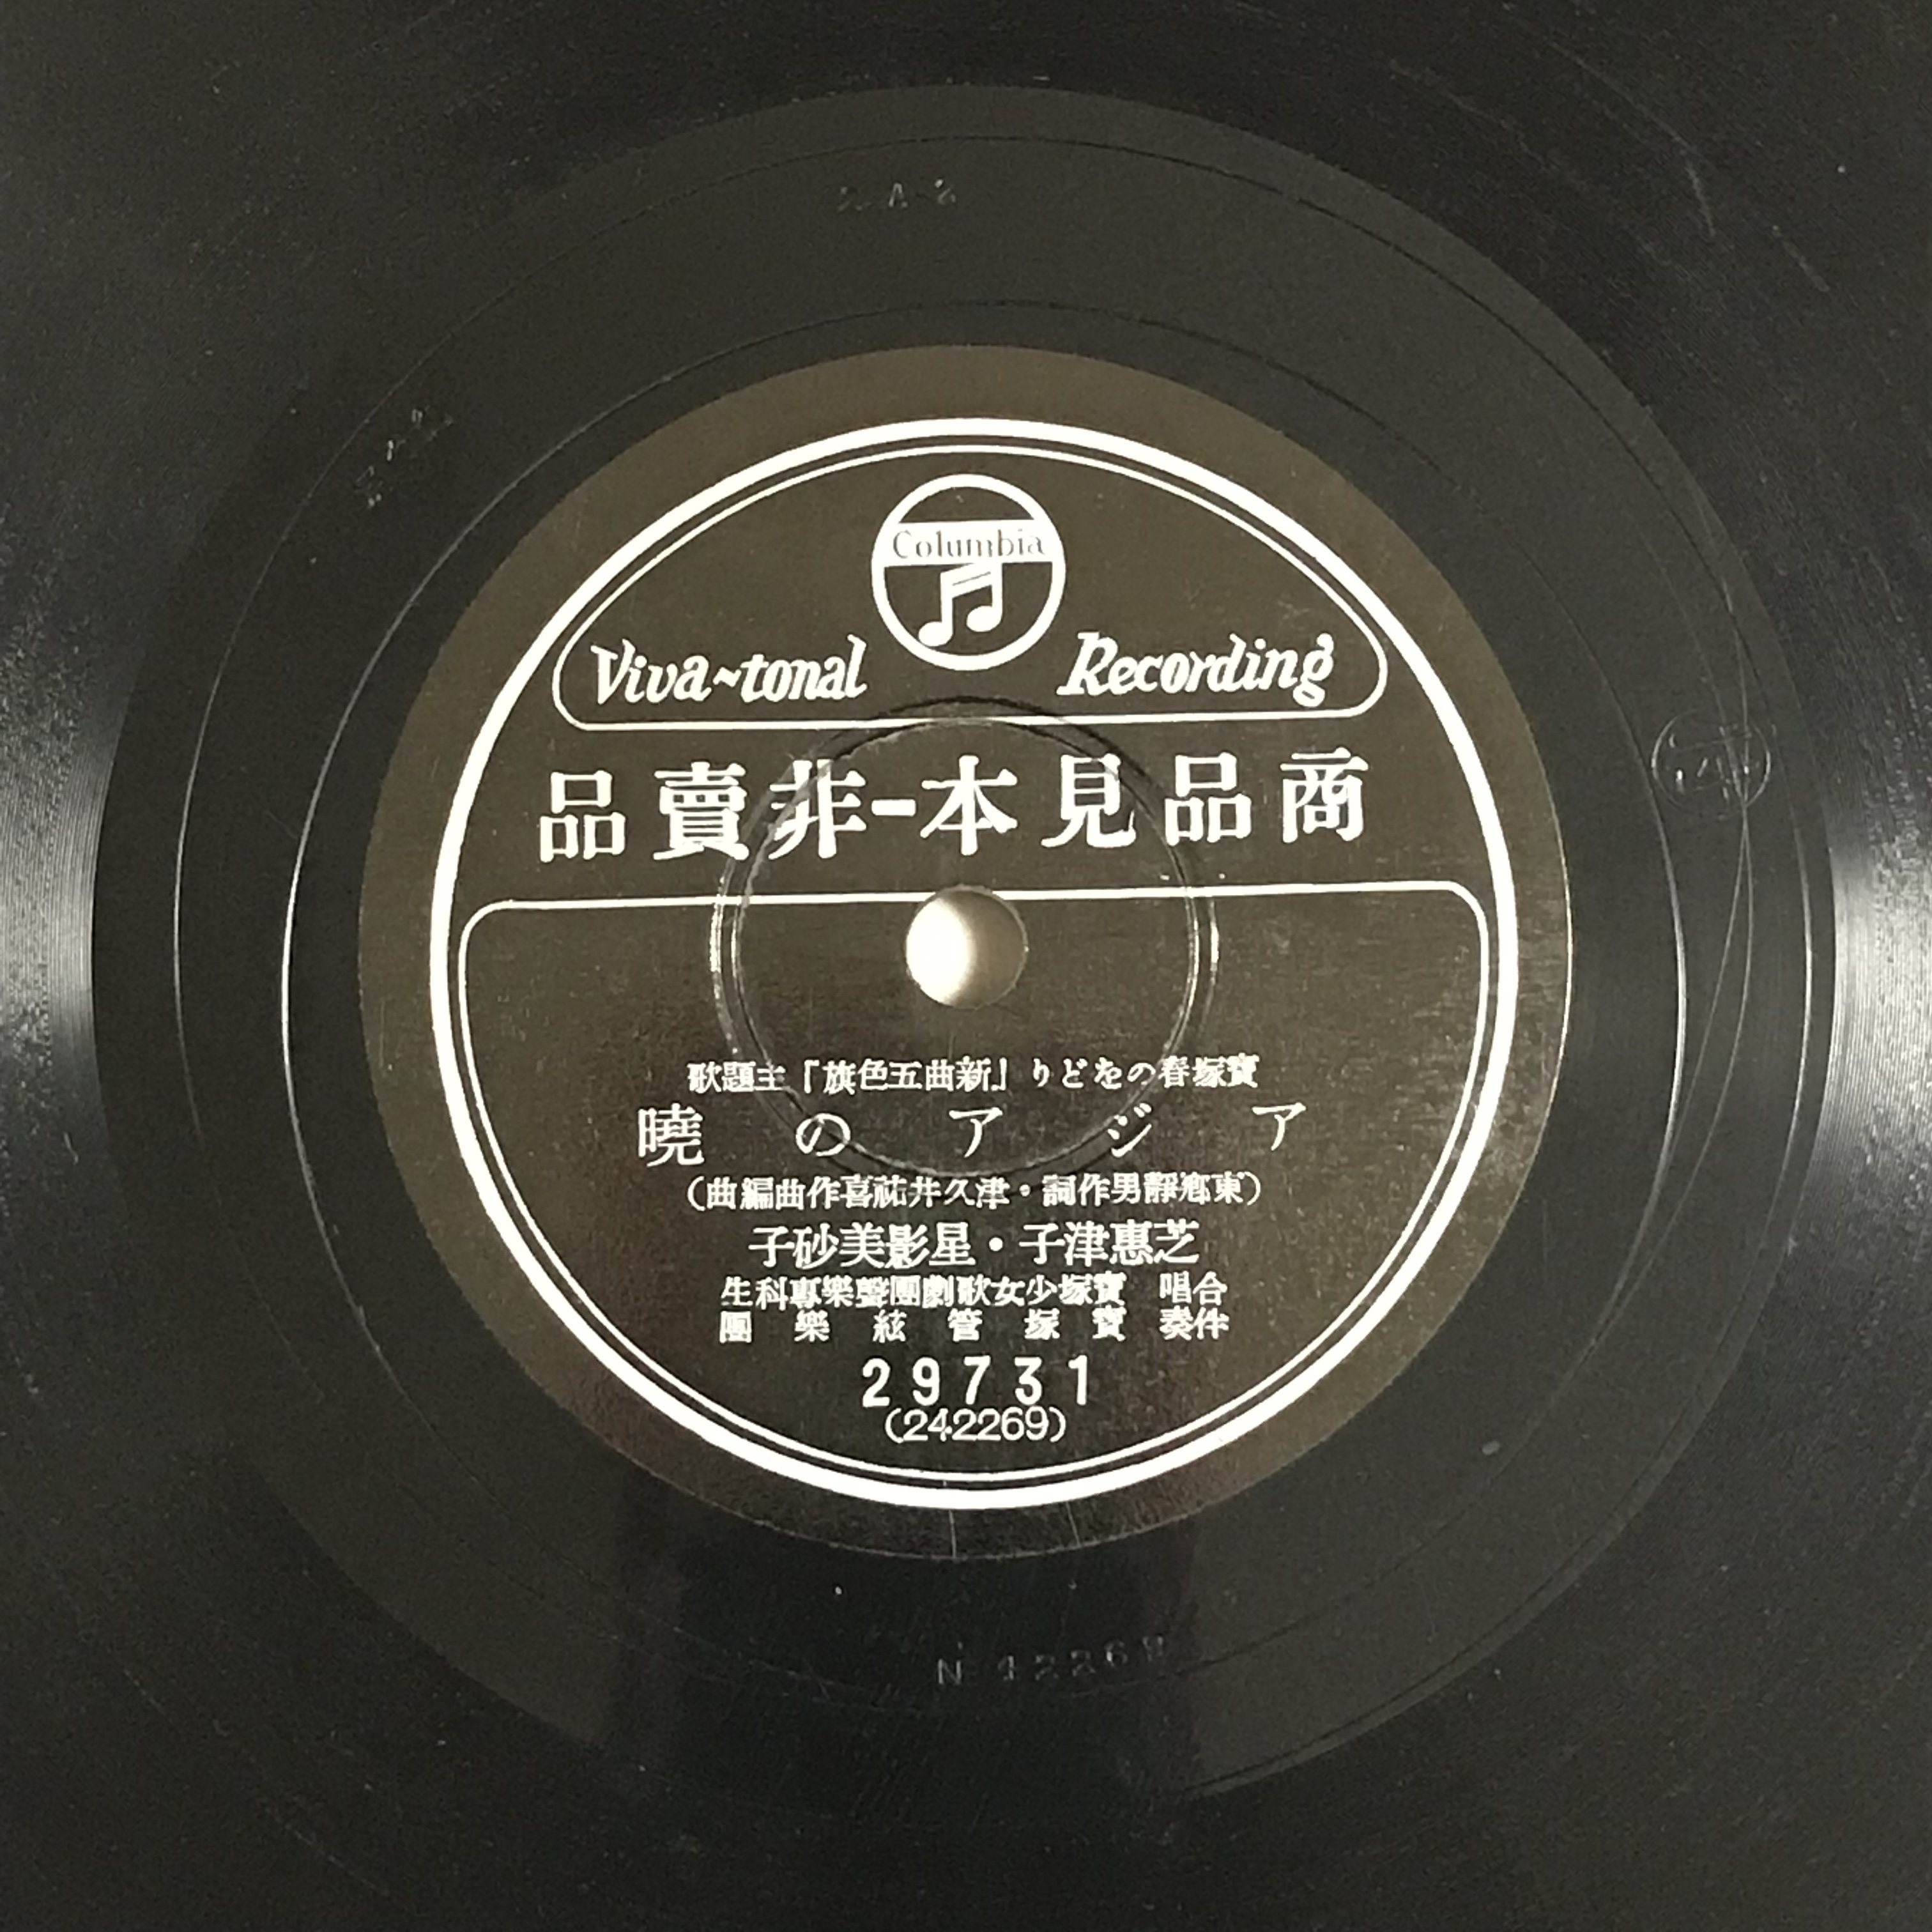 Columbia
Viva-tonal Recording
商品見本-非賣品
寶塚春のをどり『新曲五色旗』主題歌
アジアの曉
(東鄕靜男作詞・津久井祐喜作曲編曲)
芝惠津子・星影美砂子
合唱 寶塚少女歌劇團聲樂專科生
伴奏 寶塚管絃樂團
29731
(242269)